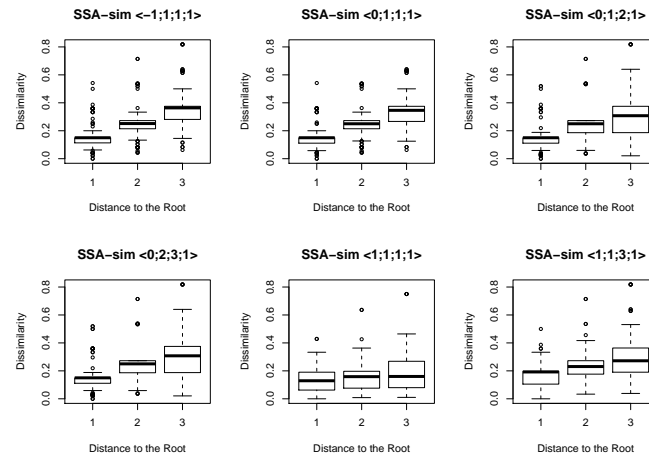 SSA-sim <-1;1;1;1>
Dissimilarity
0.0 0.2 0.4 0.6 0.8
1 2 3
Distance to the Root
SSA-sim <0;1;1;1>
Dissimilarity
0.0 0.2 0.4 0.6 0.8
1 2 3
Distance to the Root
SSA-sim <0;1;2;1>
Dissimilarity
0.0 0.2 0.4 0.6 0.8
1 2 3
Distance to the Root
SSA-sim <0;2;3;1>
Dissimilarity
0.0 0.2 0.4 0.6 0.8
1 2 3
Distance to the Root
SSA-sim <1;1;1;1>
Dissimilarity
0.0 0.2 0.4 0.6 0.8
1 2 3
Distance to the Root
SSA-sim <1;1;3;1>
Dissimilarity
0.0 0.2 0.4 0.6 0.8
1 2 3
Distance to the Root